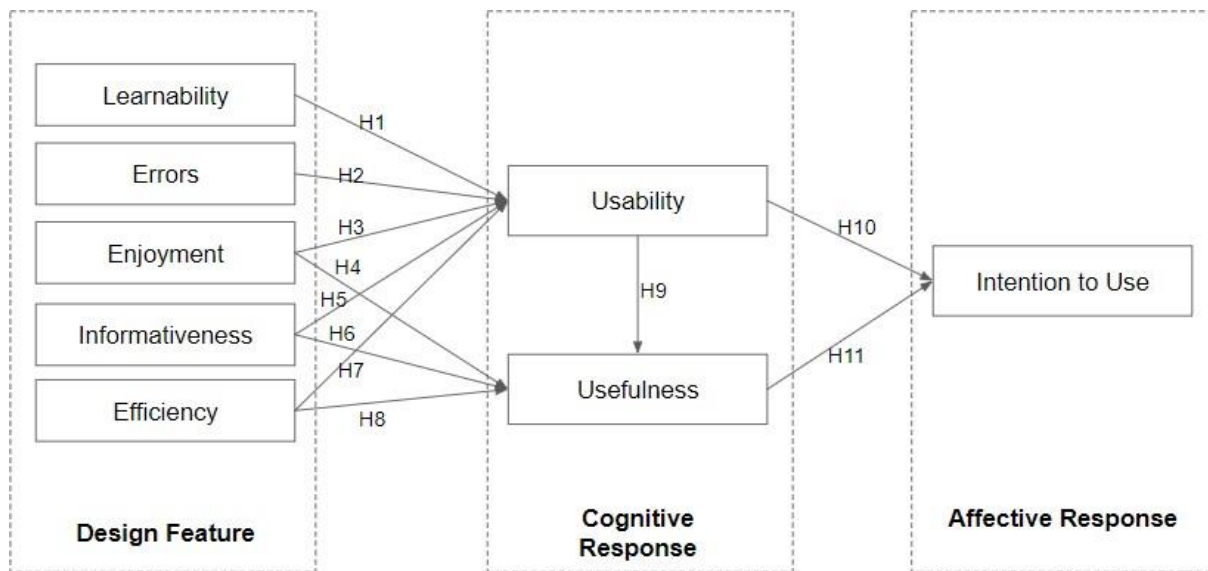 Learnability
Errors
Enjoyment
Informativeness
Efficiency
Design Feature
H1
H2
H3
H4
H5
H6
H7
H8
Usability
H9
Usefulness
Cognitive
Response
H10
H11
Intention to Use
Affective Response